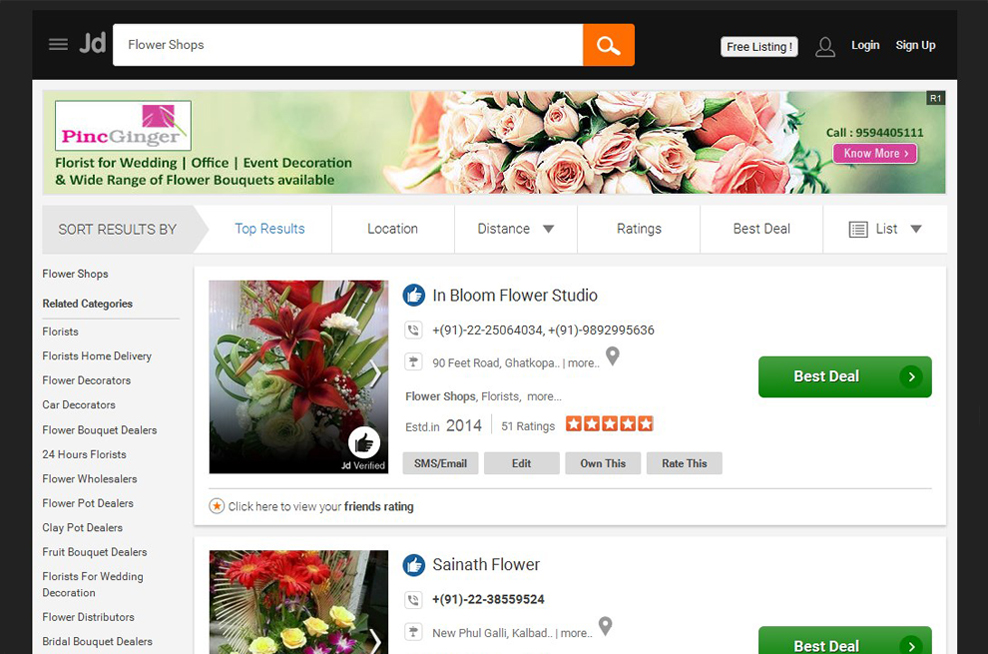 Jd
Flower Shops
Free Listing !
Login
Sign Up
R1
PincGinger
Florist for Wedding | Office | Event Decoration
& Wide Range of Flower Bouquets available
Call : 9594405111
Know More ›
SORT RESULTS BY
Top Results
Location
Distance
Ratings
Best Deal
List
Flower Shops
Related Categories
Florists
Florists Home Delivery
Flower Decorators
Car Decorators
Flower Bouquet Dealers
24 Hours Florists
Flower Wholesalers
Flower Pot Dealers
Clay Pot Dealers
Fruit Bouquet Dealers
Florists For Wedding
Decoration
Flower Distributors
Bridal Bouquet Dealers
Jd Verified
In Bloom Flower Studio
+(91)-22-25064034, +(91)-9892995636
90 Feet Road, Ghatkopa.. | more..
Flower Shops, Florists, more...
Estd.in 2014 51 Ratings
Best Deal
SMS/Email
Edit
Own This
Rate This
Click here to view your friends rating
Sainath Flower
+(91)-22-38559524
New Phul Galli, Kalbad.. | more..
Best Deal